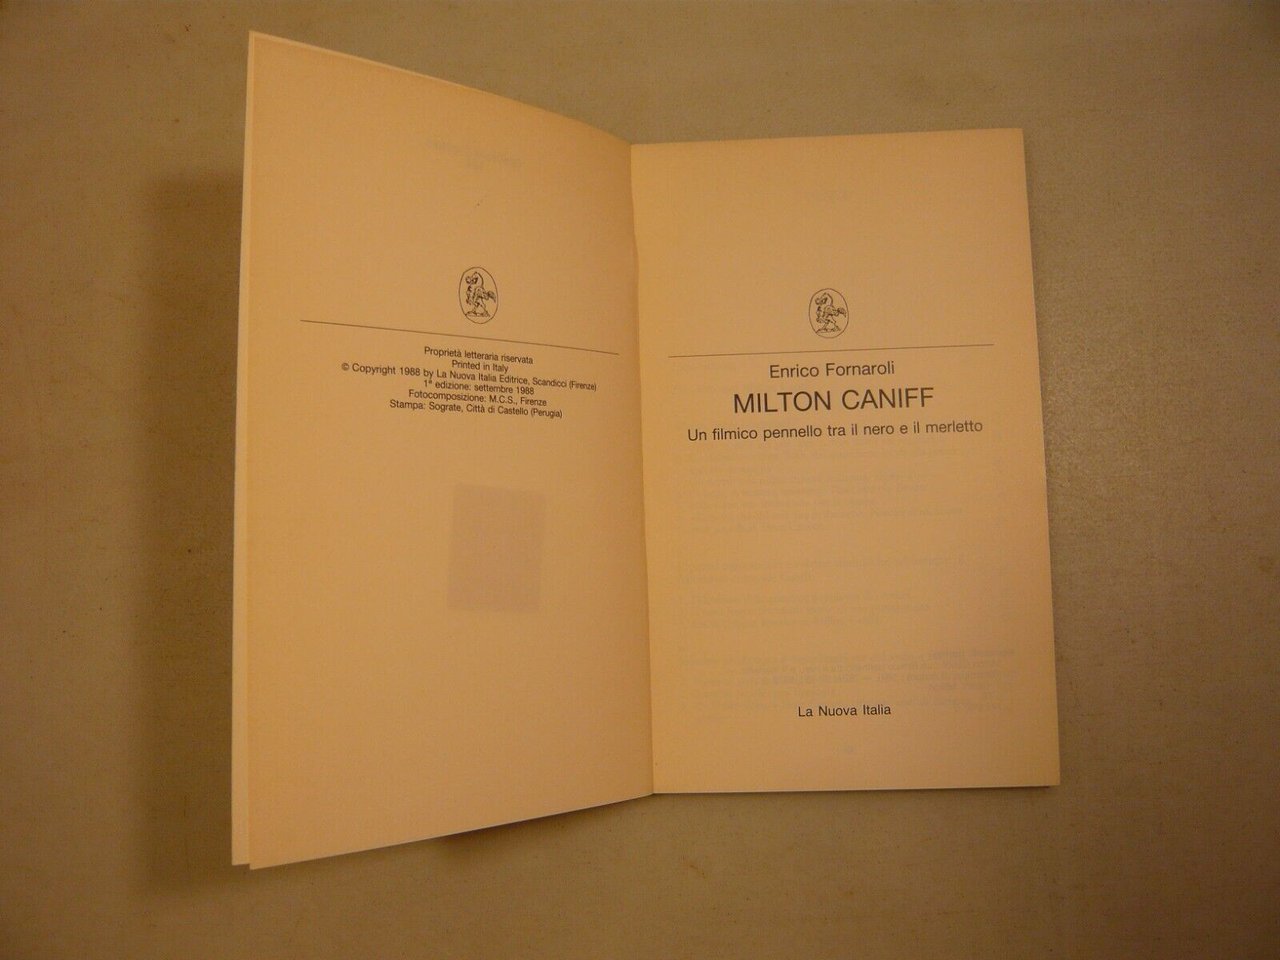 Proprietà letteraria riservata
Printed in Italy
© Copyright 1988 by La Nuova Italia Editrice, Scandicci (Firenze)
1ª edizione: settembre 1988
Fotocomposizione: M.C.S., Firenze
Stampa: Sograte, Città di Castello (Perugia)
Enrico Fornaroli
MILTON CANIFF
Un filmico pennello tra il nero e il merletto
La Nuova Italia